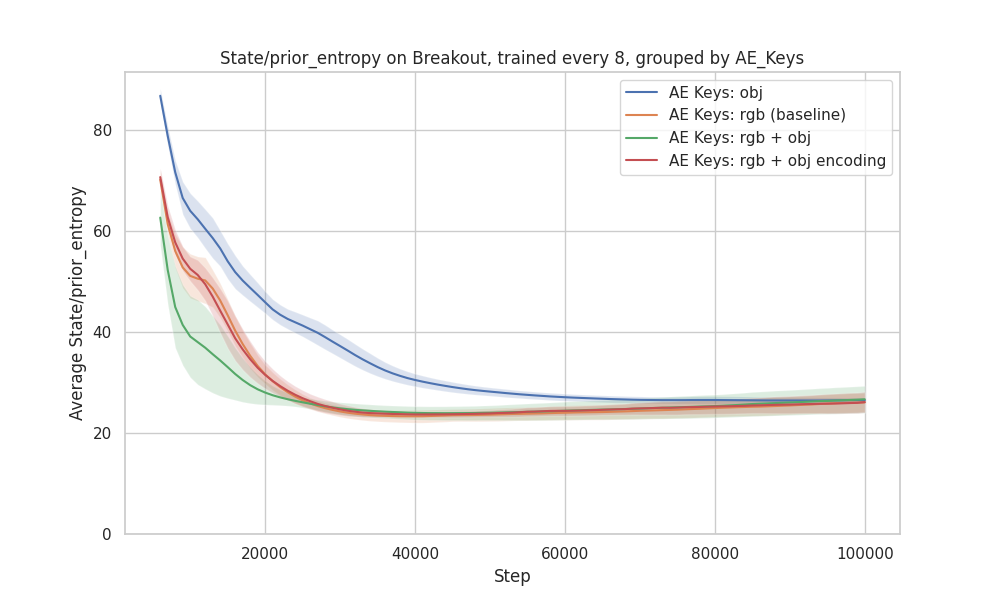 State/prior_entropy on Breakout, trained every 8, grouped by AE_Keys
AE Keys: obj
AE Keys: rgb (baseline)
AE Keys: rgb + obj
AE Keys: rgb + obj encoding
Average State/prior_entropy
80
60
40
20
0
20000
40000
60000
80000
100000
Step